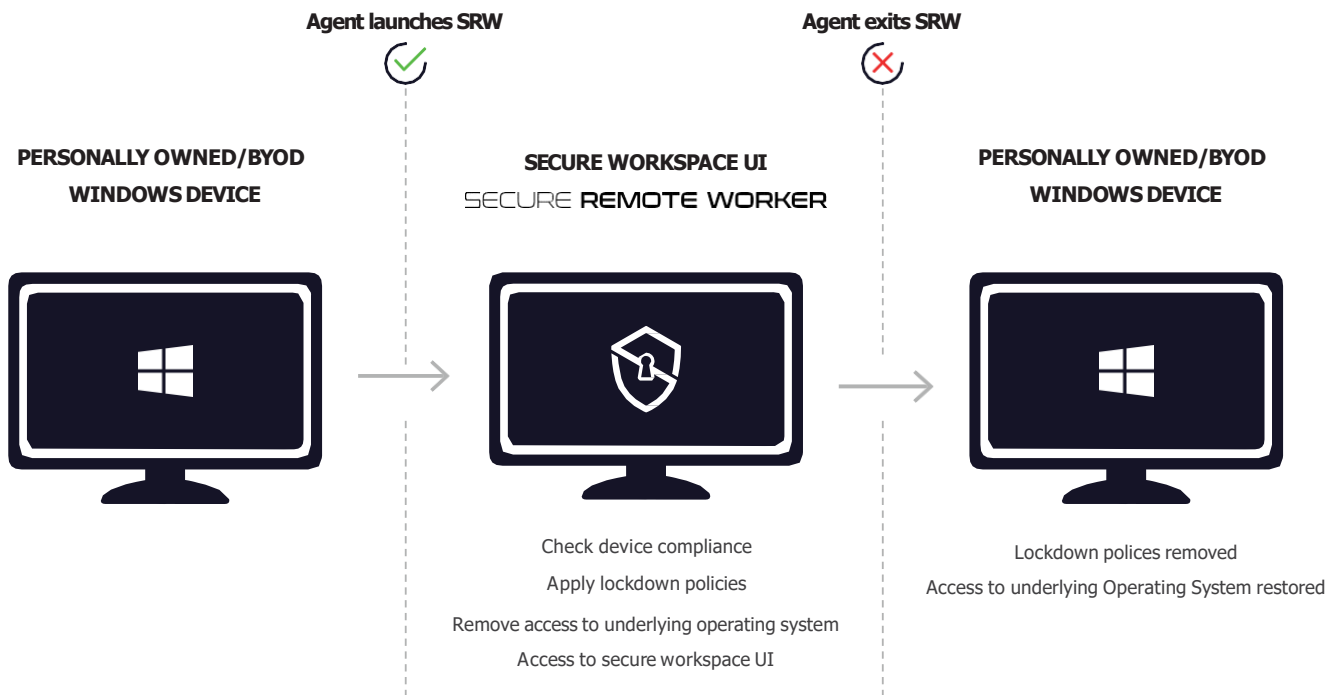 Agent launches SRW
Agent exits SRW
PERSONALLY OWNED/BYOD
WINDOWS DEVICE
SECURE WORKSPACE UI
SECURE REMOTE WORKER
PERSONALLY OWNED/BYOD
WINDOWS DEVICE
Check device compliance
Apply lockdown policies
Remove access to underlying operating system
Access to secure workspace UI
Lockdown polices removed
Access to underlying Operating System restored